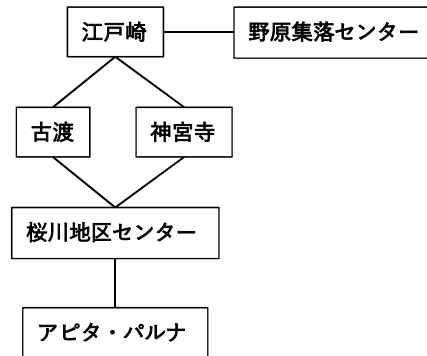 江戸崎
野原集落センター
古渡
神宮寺
桜川地区センター
アピタ・パルナ